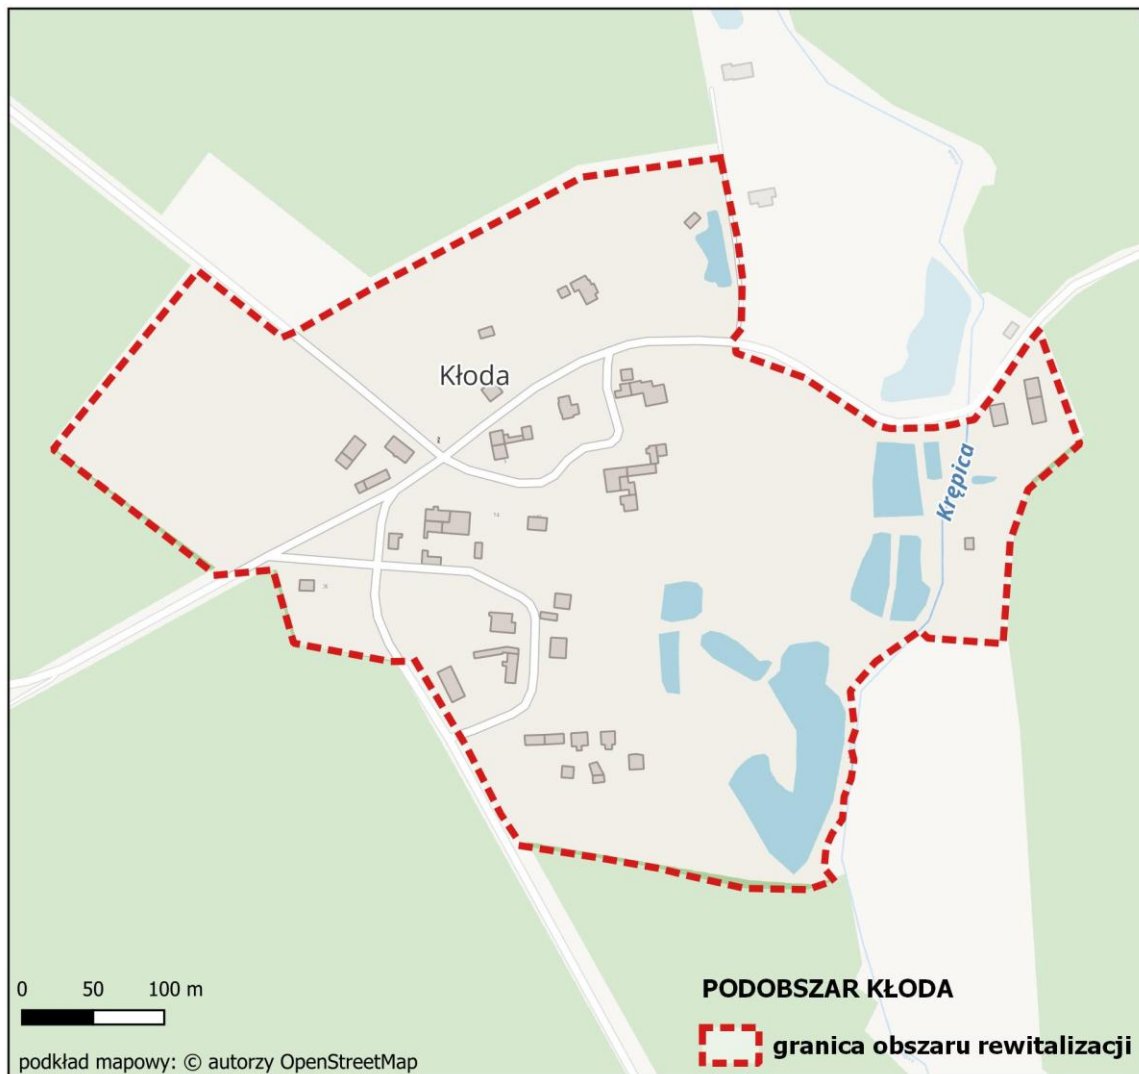 Kłoda
Krępica
0 50 100 m
podkład mapowy: © autorzy OpenStreetMap
PODOBSZAR KŁODA
granica obszaru rewitalizacji